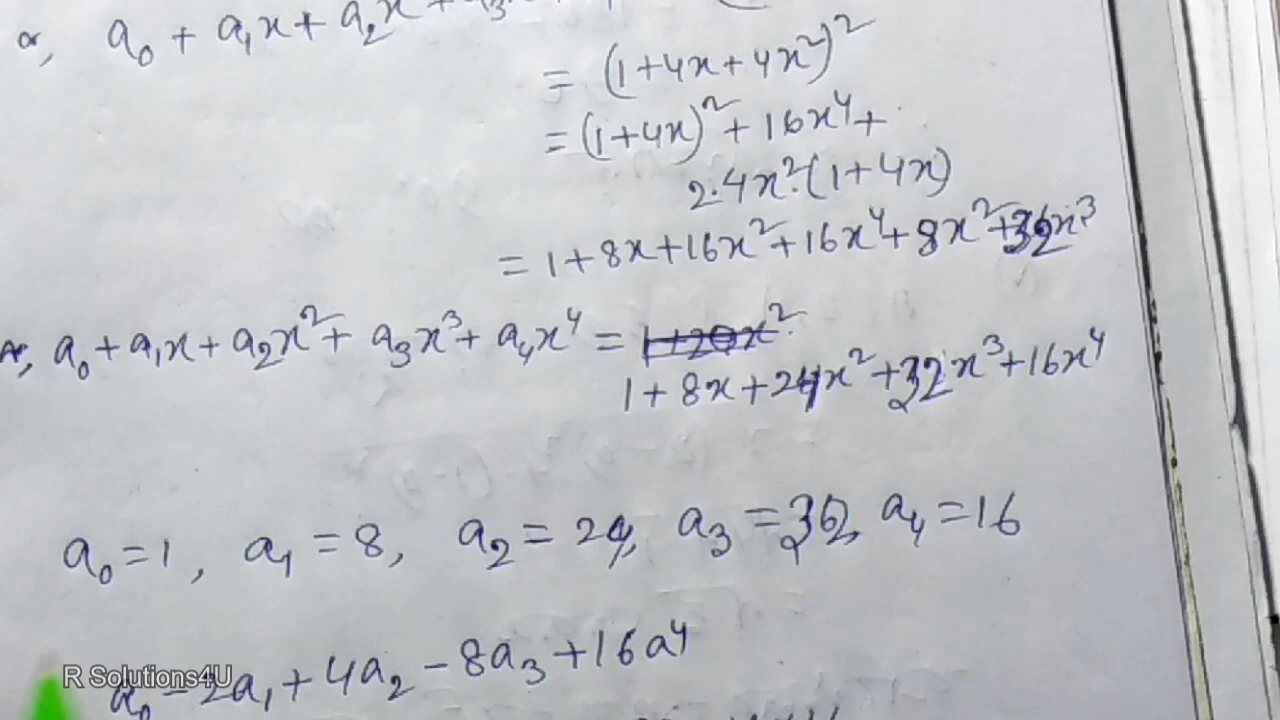 or, a₀ + a₁x + a₂x + a₃
= (1+4x+4x²)²
= (1+4x)² + 16x⁴ +
2.4x².(1+4x)
= 1+8x+16x²+16x⁴+8x²+32x³
a₀+a₁x+a₂x²+a₃x³+a₄x⁴ = 1+20x²
1+8x+24x²+32x³+16x⁴
a₀=1, a₁=8, a₂=24, a₃=32, a₄=16
a₀-2a₁+4a₂-8a₃+16a⁴
R Solutions4U